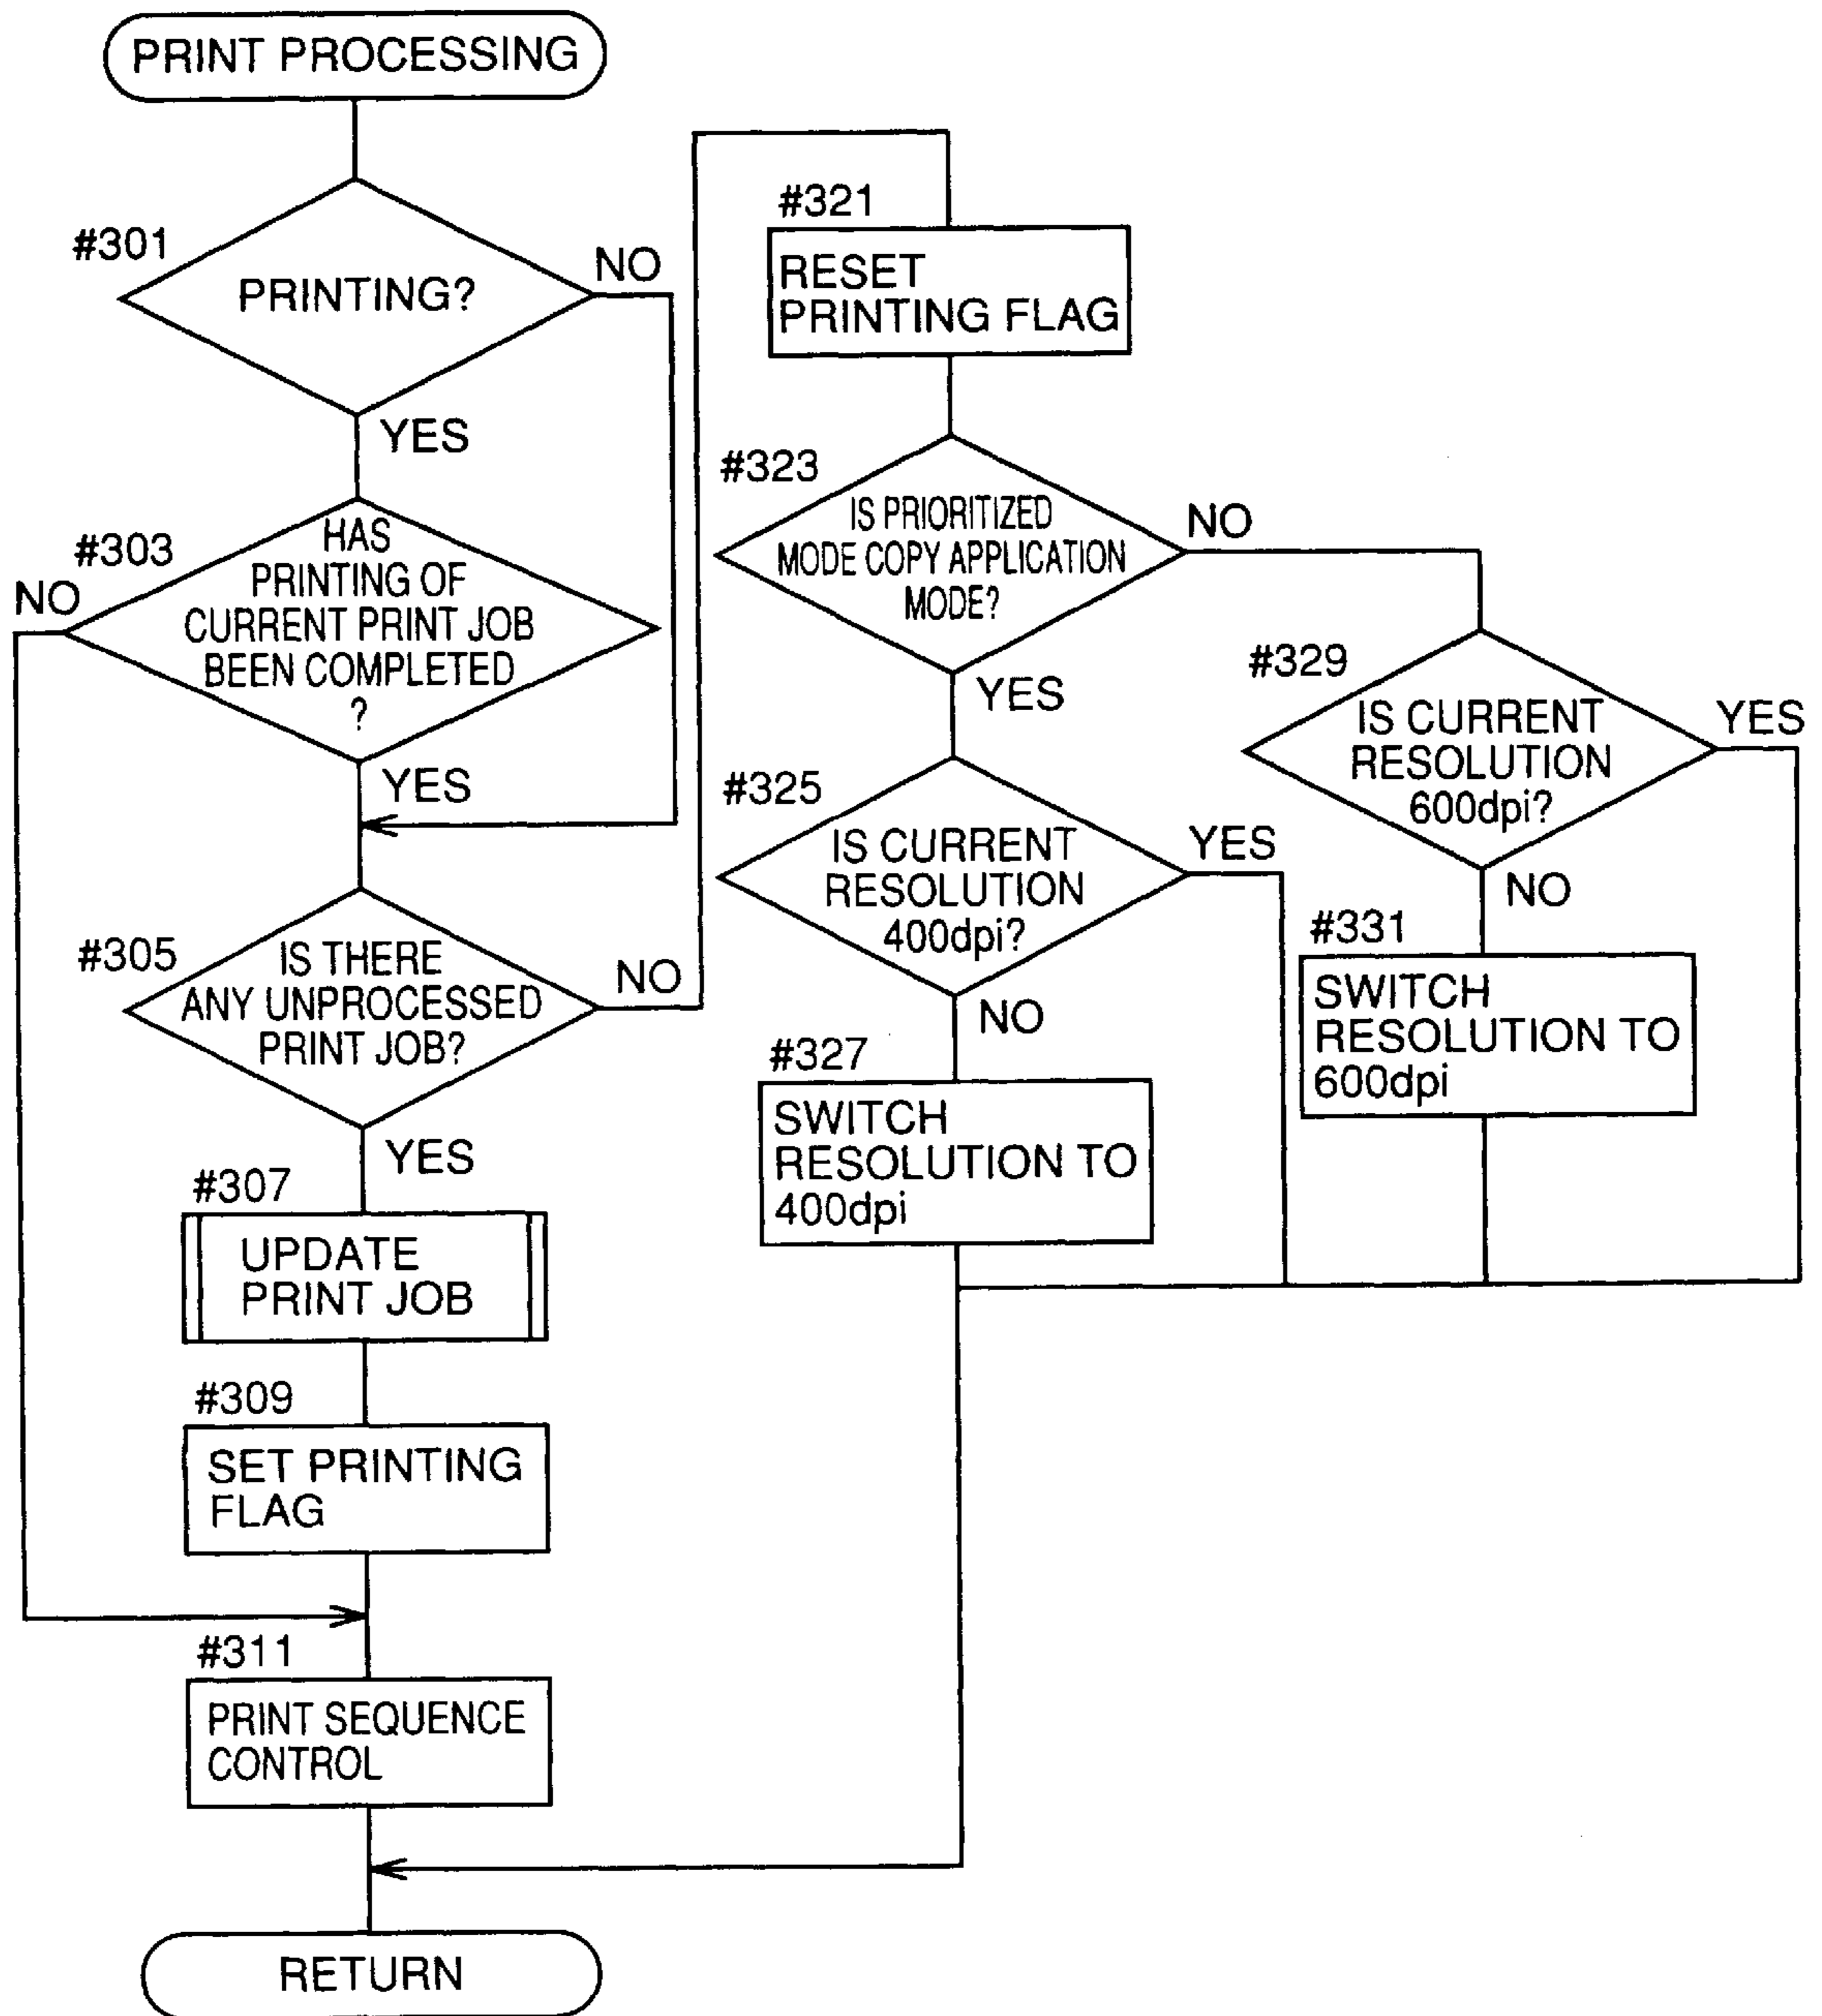 PRINT PROCESSING
#301
PRINTING?
NO
YES
#303
HAS
PRINTING OF
CURRENT PRINT JOB
BEEN COMPLETED
?
NO
YES
#305
IS THERE
ANY UNPROCESSED
PRINT JOB?
NO
YES
#307
UPDATE
PRINT JOB
#309
SET PRINTING
FLAG
#311
PRINT SEQUENCE
CONTROL
RETURN
#321
RESET
PRINTING FLAG
#323
IS PRIORITIZED
MODE COPY APPLICATION
MODE?
NO
YES
#325
IS CURRENT
RESOLUTION
400dpi?
YES
NO
#327
SWITCH
RESOLUTION TO
400dpi
#329
IS CURRENT
RESOLUTION
600dpi?
YES
NO
#331
SWITCH
RESOLUTION TO
600dpi